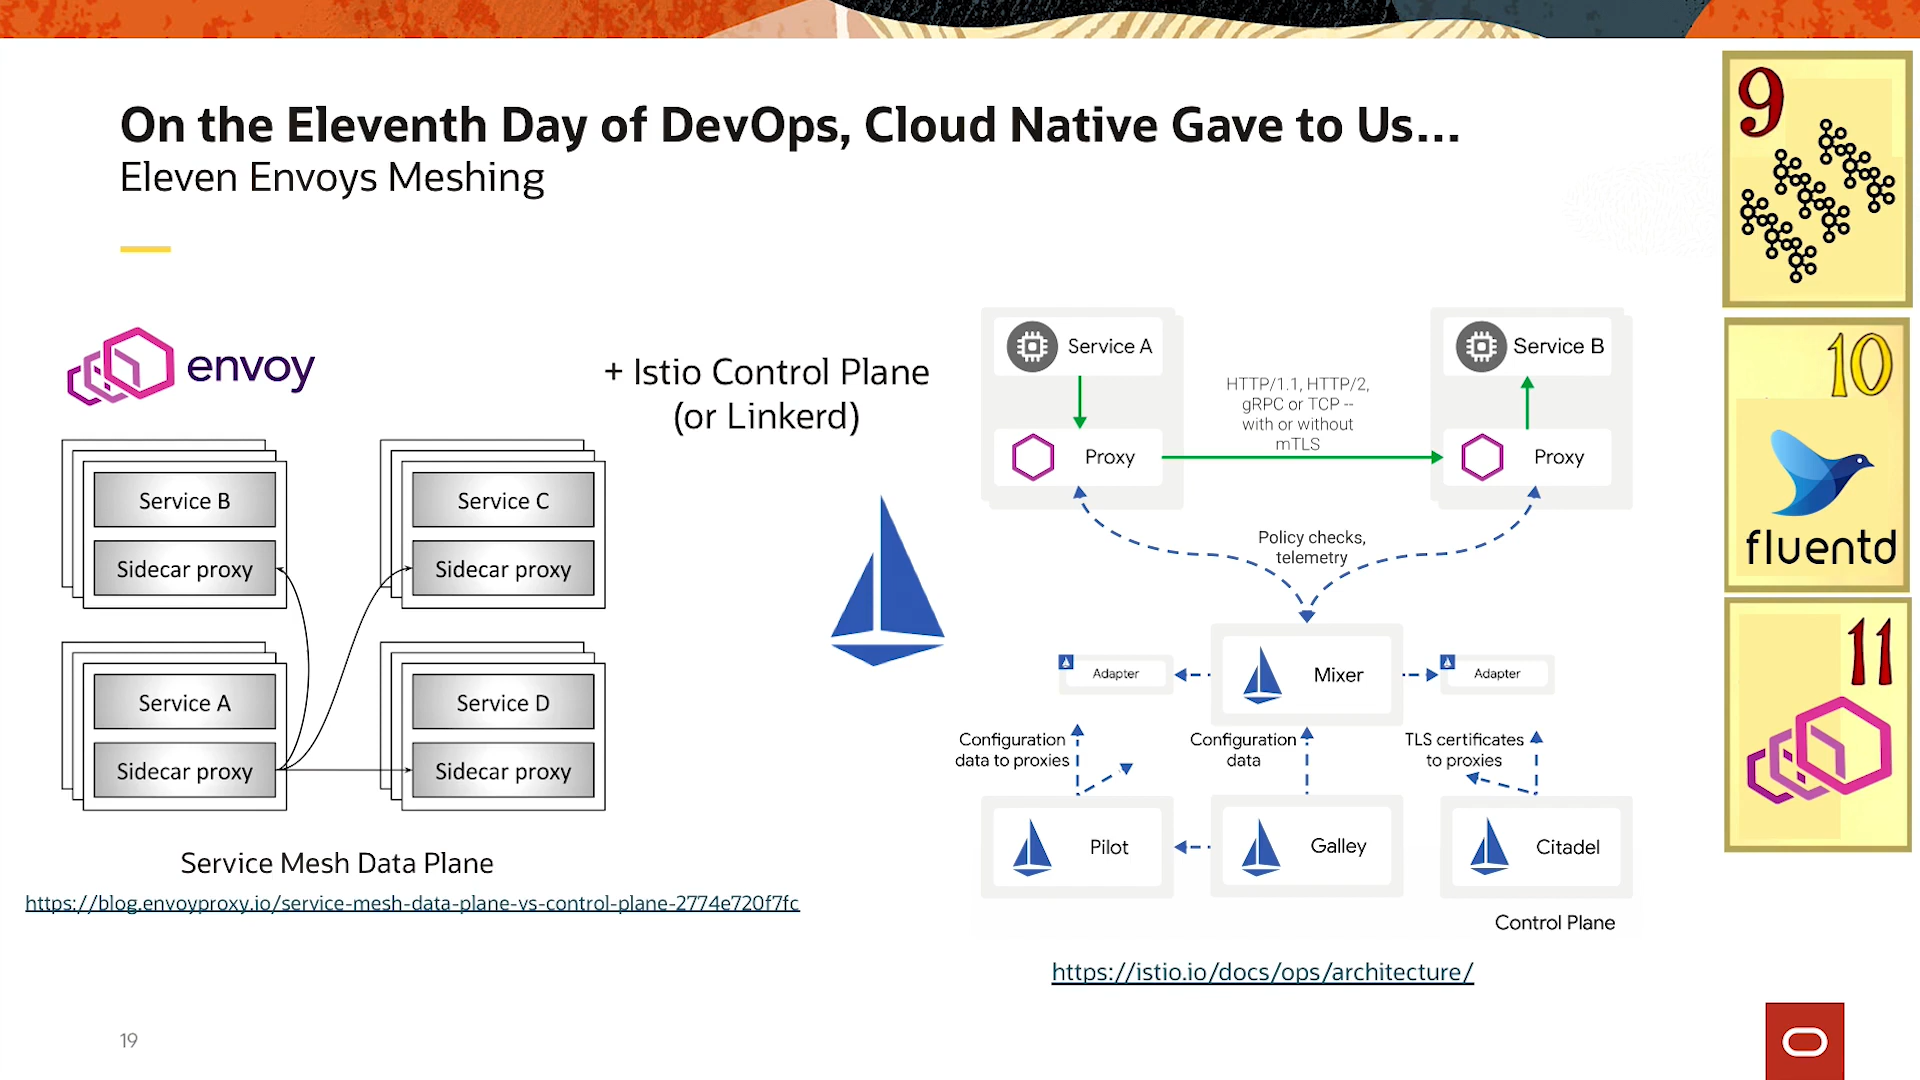 On the Eleventh Day of DevOps, Cloud Native Gave to Us...
Eleven Envoys Meshing
envoy
+ Istio Control Plane
(or Linkerd)
Service B
Sidecar proxy
Service C
Sidecar proxy
Service A
Sidecar proxy
Service D
Sidecar proxy
Service Mesh Data Plane
https://blog.envoyproxy.io/service-mesh-data-plane-vs-control-plane-2774e720f7fc
Service A
Service B
HTTP/1.1, HTTP/2,
gRPC or TCP --
with or without
mTLS
Proxy
Proxy
Policy checks,
telemetry
Adapter
Mixer
Adapter
Configuration
data to proxies
Configuration
data
TLS certificates
to proxies
Pilot
Galley
Citadel
Control Plane
https://istio.io/docs/ops/architecture/
9
10
fluentd
11
19